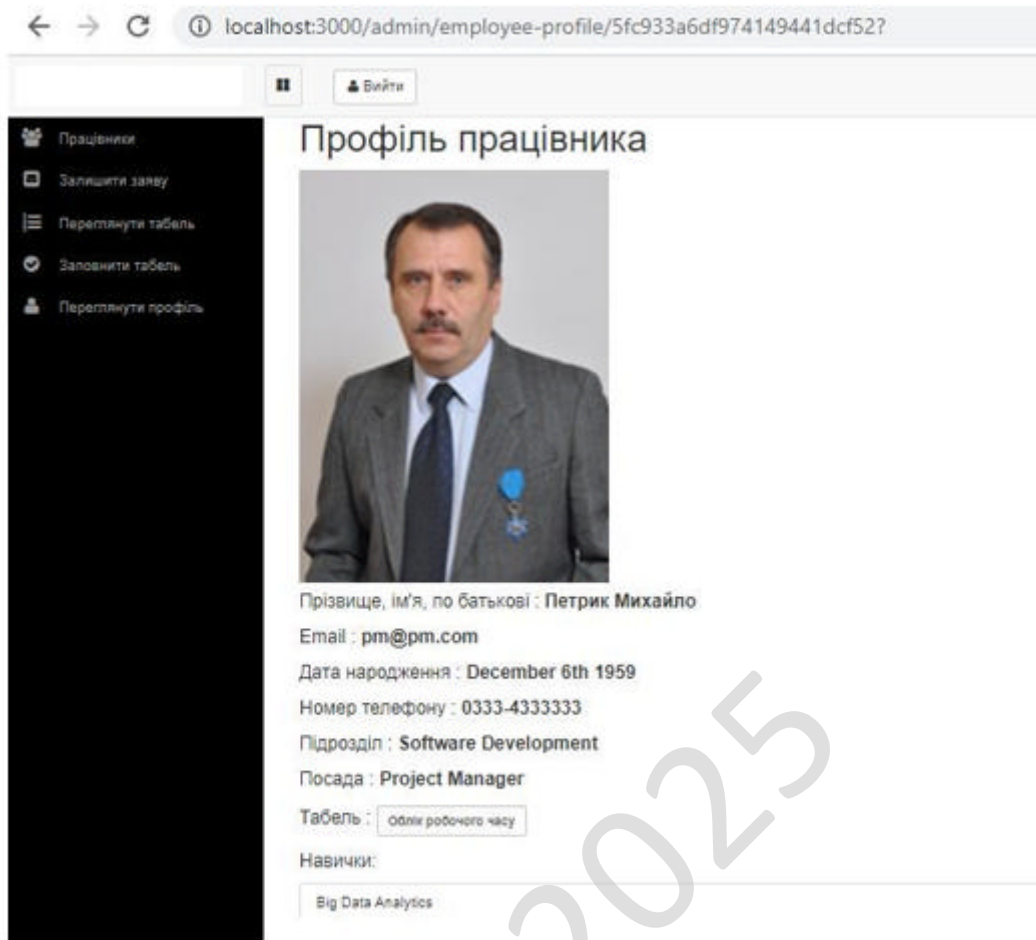 localhost:3000/admin/employee-profile/5fc933a6df974149441dcf52?
Вийти
Працівники
Залишити заяву
Переглянути табель
Заповнити табель
Переглянути профіль
Профіль працівника
Прізвище, ім'я, по батькові : Петрик Михайло
Email : pm@pm.com
Дата народження : December 6th 1959
Номер телефону : 0333-4333333
Підрозділ : Software Development
Посада : Project Manager
Табель : Облік робочого часу
Навички:
Big Data Analytics
2025